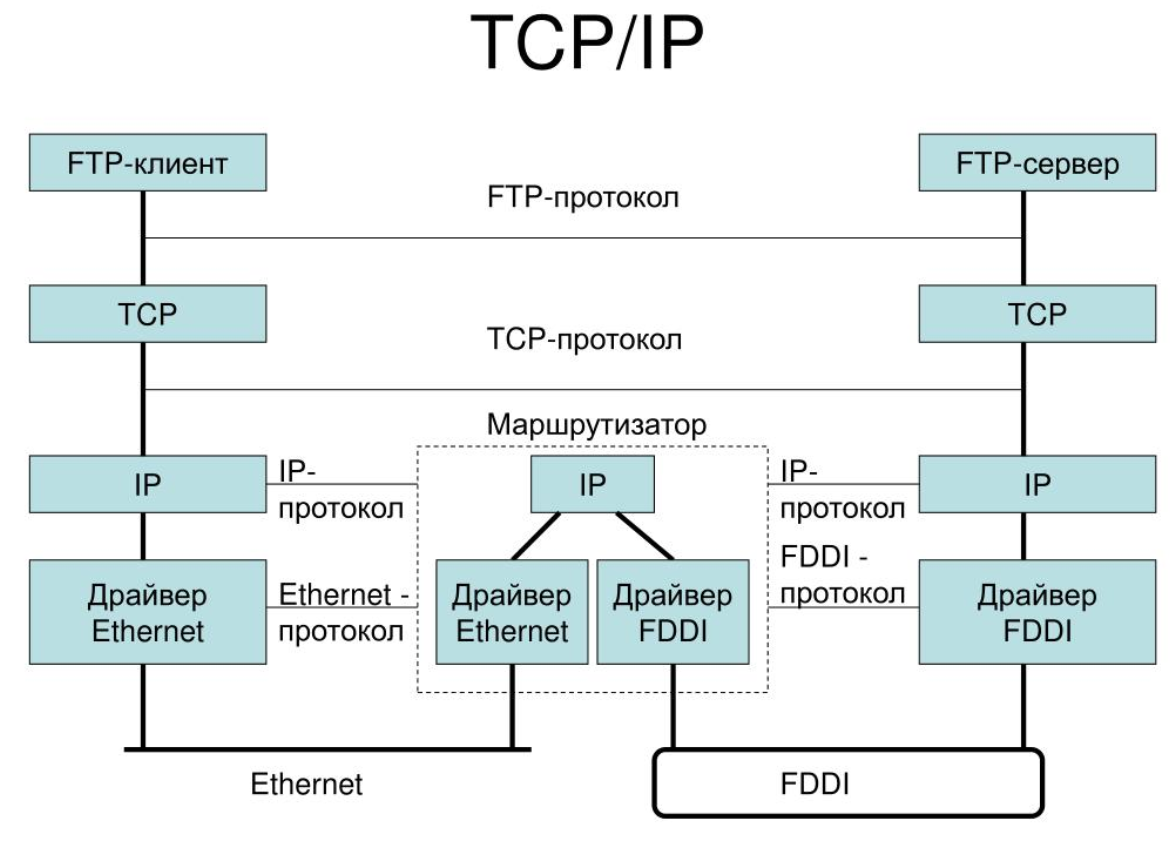 TCP/IP
FTP-клиент
FTP-сервер
FTP-протокол
TCP
TCP
TCP-протокол
Маршрутизатор
IP
IP-
протокол
IP
IP-
протокол
IP
Драйвер
Ethernet
Ethernet -
протокол
Драйвер
Ethernet
Драйвер
FDDI
FDDI -
протокол
Драйвер
FDDI
Ethernet
FDDI